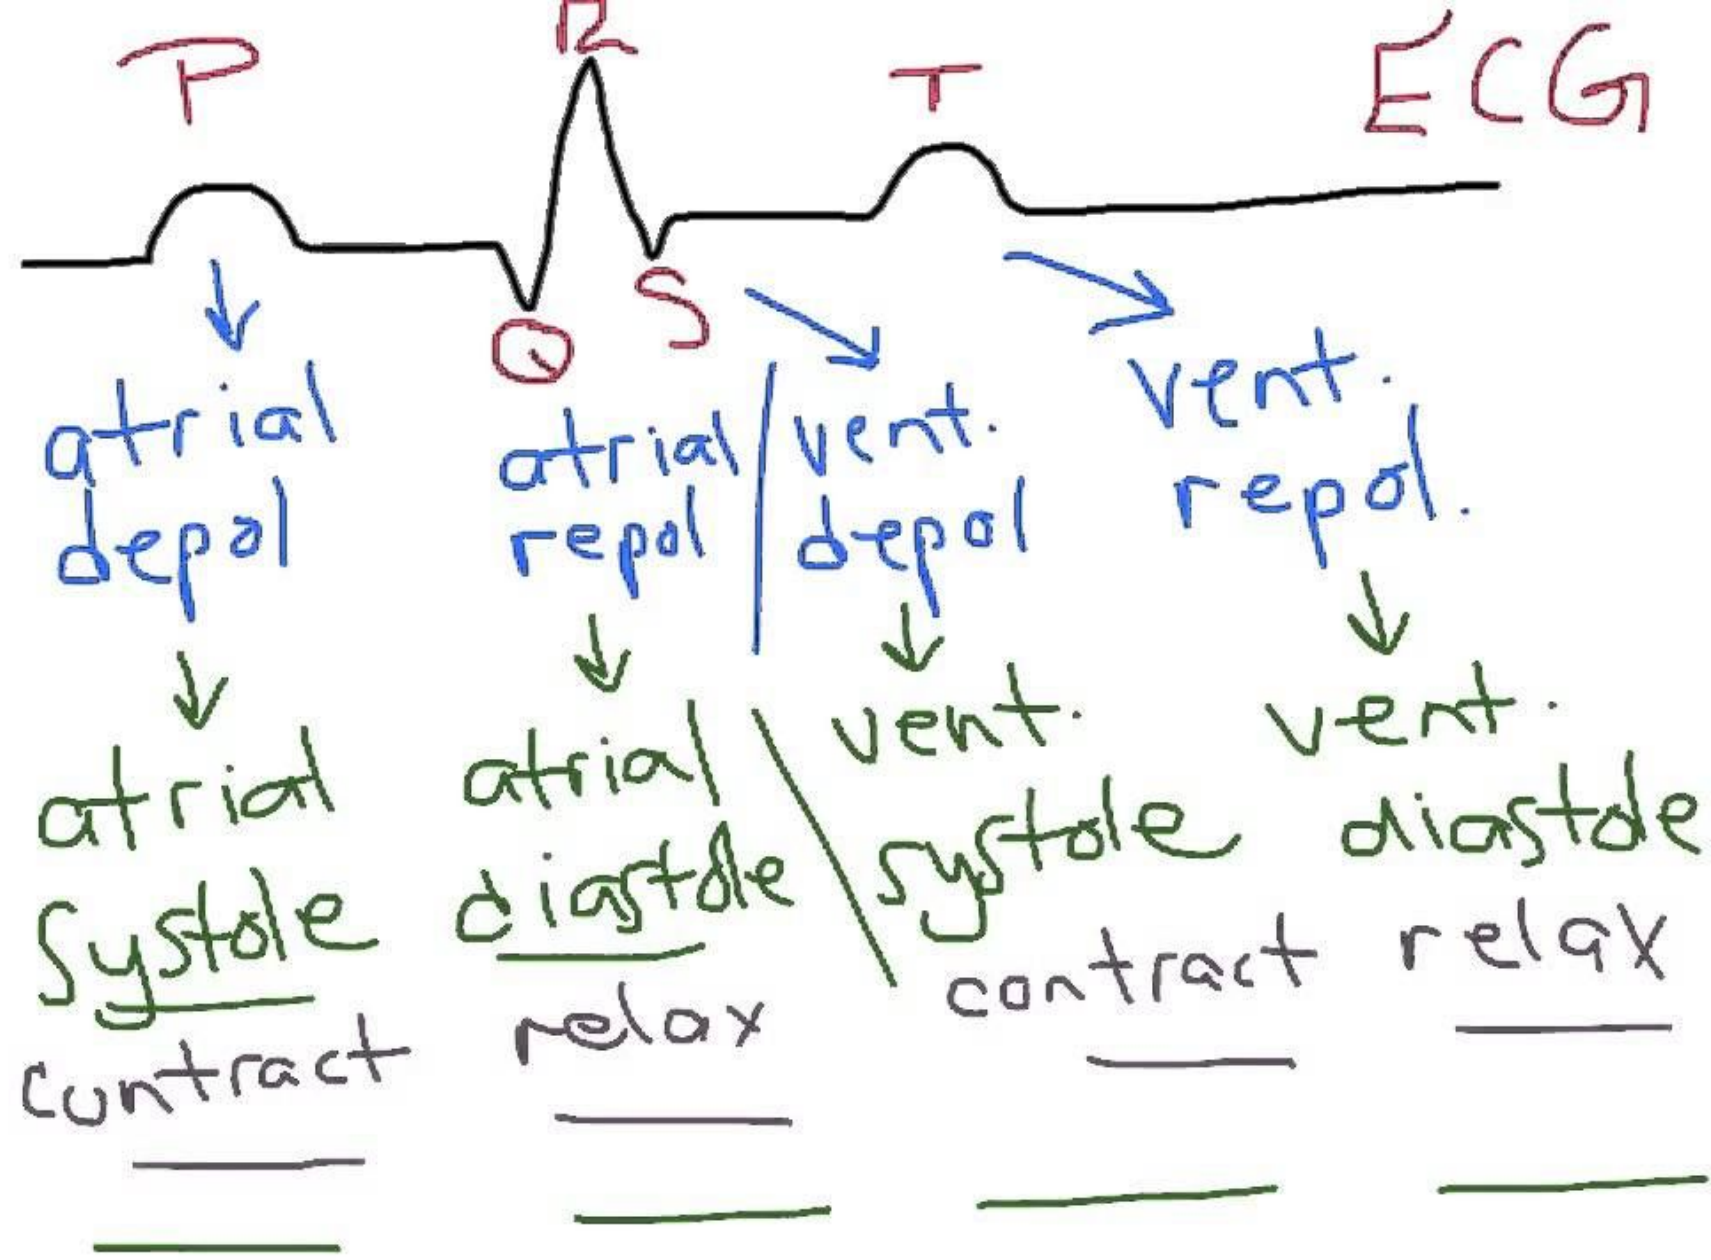 P
R
T
ECG
Q
S
atrial
depol
atrial / vent.
repol / depol
vent.
repol.
atrial
systole
contract
atrial
diastole
relax
vent.
systole
contract
vent.
diastole
relax